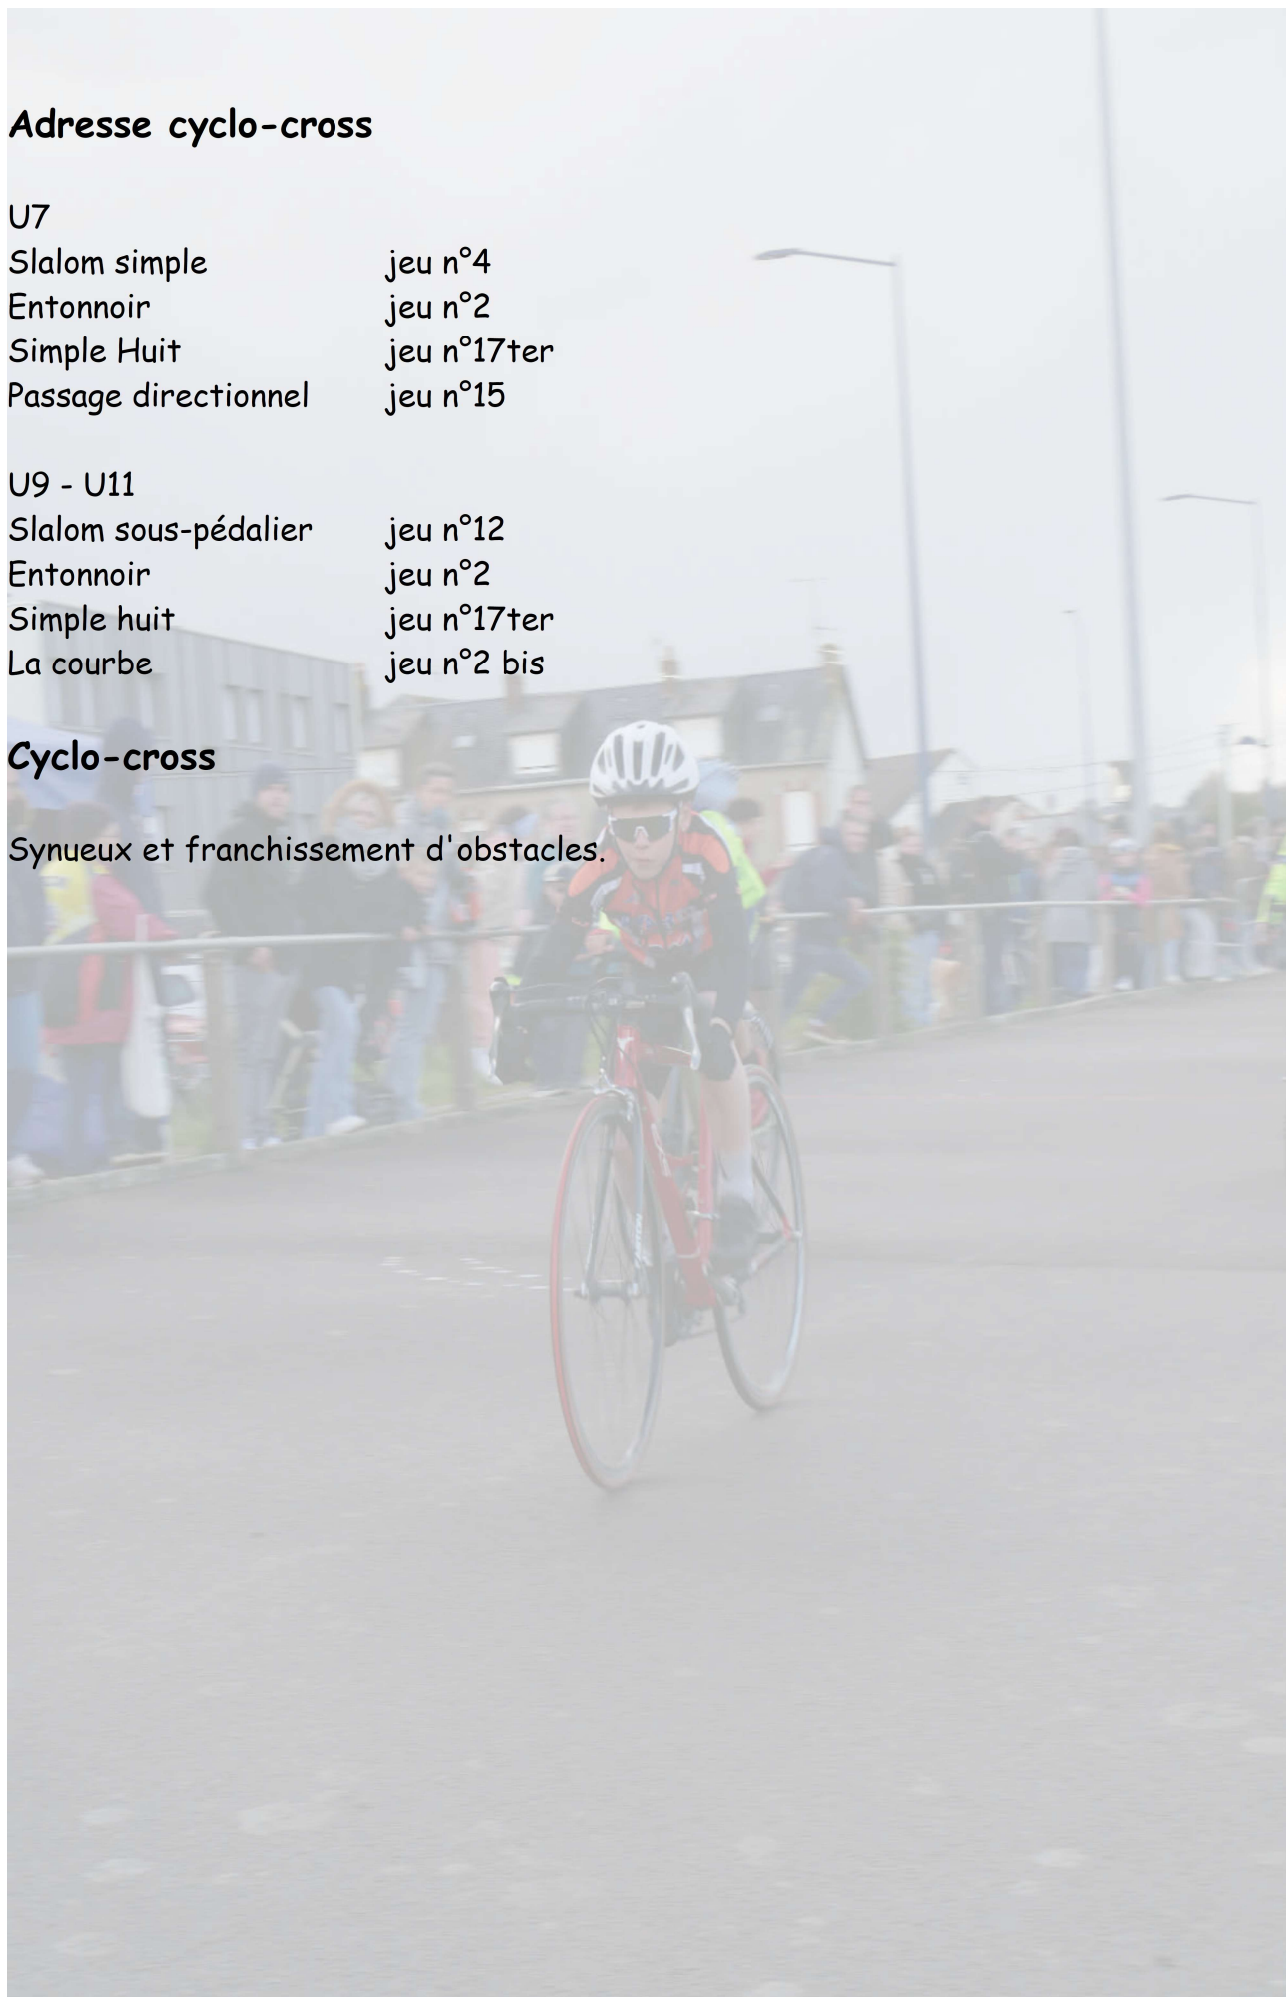 Adresse cyclo-cross
U7
Slalom simple jeu n°4
Entonnoir jeu n°2
Simple Huit jeu n°17ter
Passage directionnel jeu n°15
U9 - U11
Slalom sous-pédalier jeu n°12
Entonnoir jeu n°2
Simple huit jeu n°17ter
La courbe jeu n°2 bis
Cyclo-cross
Synueux et franchissement d'obstacles.